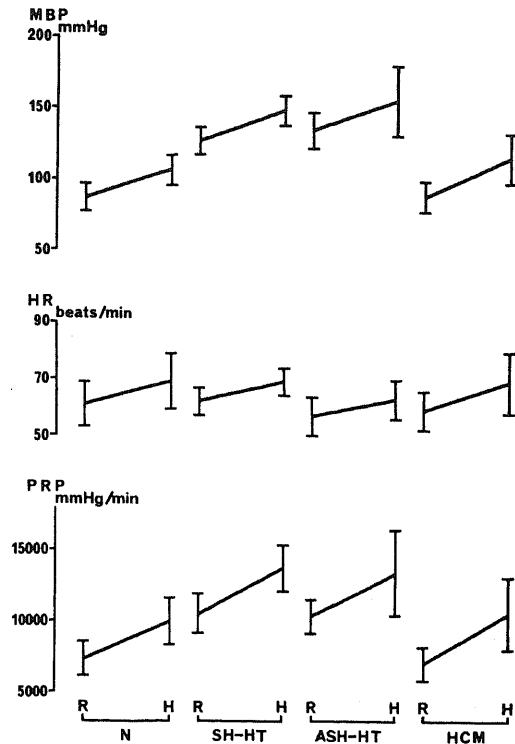 MBP
mmHg
200
150
100
50
HR
beats/min
90
70
50
PRP
mmHg/min
15000
10000
5000
R H R H R H R H
N SH-HT ASH-HT HCM